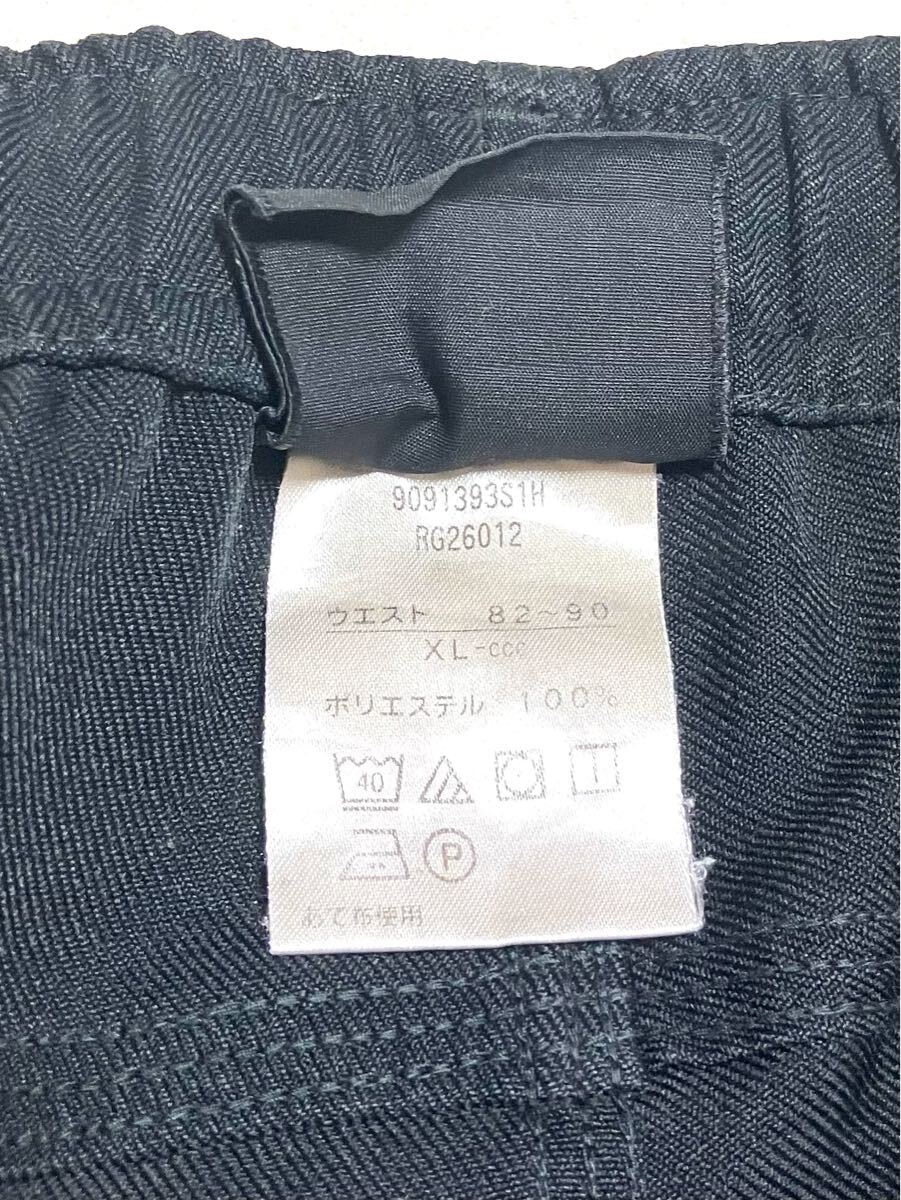 9091393S1H
RG26012
ウエスト 82～90
XL-ccc
ポリエステル 100%
40
P
あて布使用